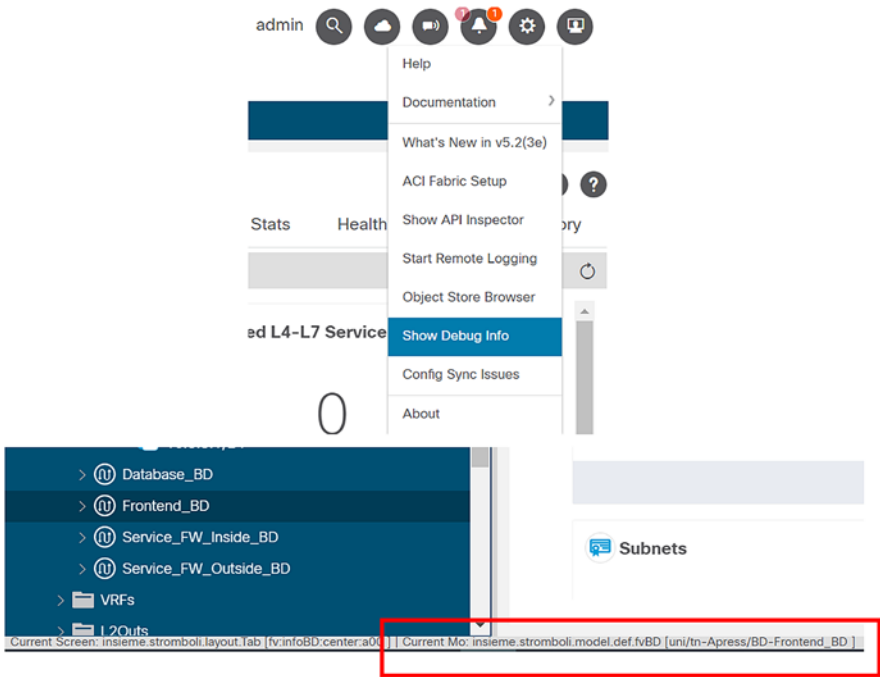 admin
1 1
Help
Documentation
What's New in v5.2(3e)
ACI Fabric Setup
?
Show API Inspector
Stats Health ory
Start Remote Logging
Object Store Browser
ed L4-L7 Service
Show Debug Info
Config Sync Issues
0
About
Database_BD
Frontend_BD
Service_FW_Inside_BD
Subnets
Service_FW_Outside_BD
VRFs
L2Outs
Current Screen: insieme.stromboli.layout.Tab [fv:infoBD:center:a00 ] | Current Mo: insieme.stromboli.model.def.fvBD [uni/tn-Apress/BD-Frontend_BD ]